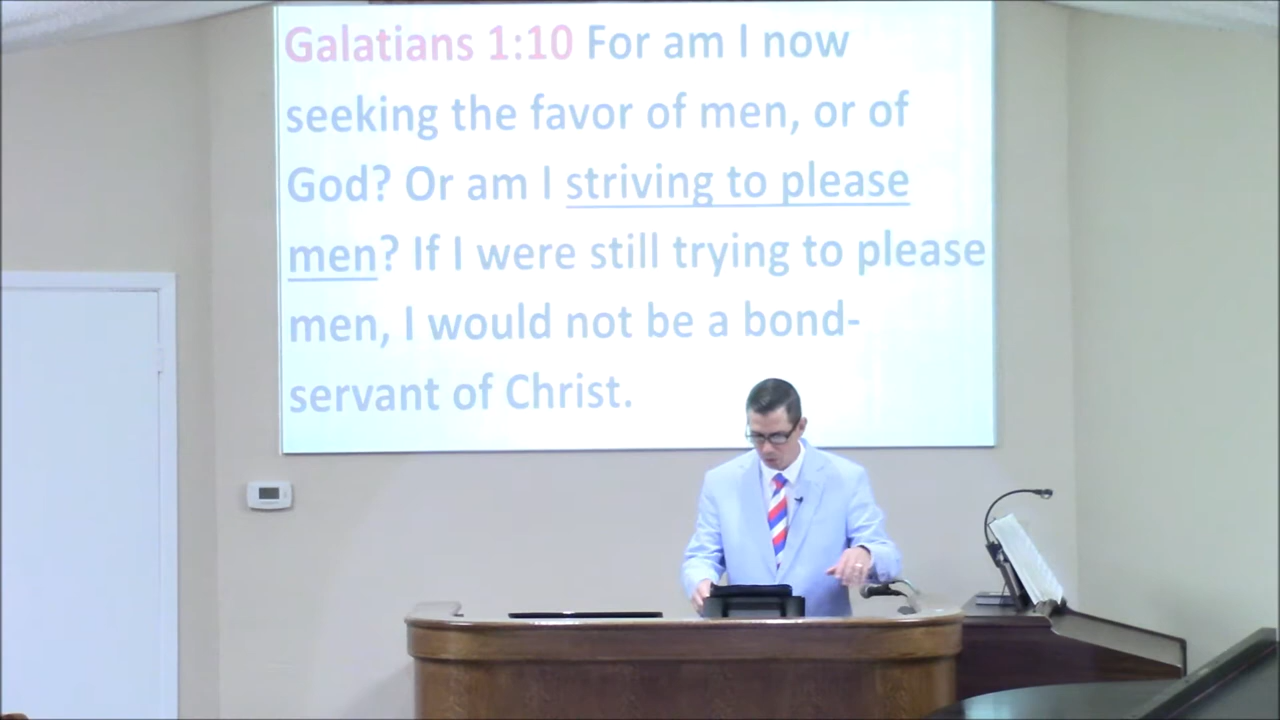 Galatians 1:10 For am I now
seeking the favor of men, or of
God? Or am I striving to please
men? If I were still trying to please
men, I would not be a bond-
servant of Christ.